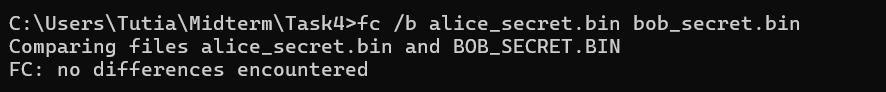 C:\Users\Tutia\Midterm\Task4>fc /b alice_secret.bin bob_secret.bin
Comparing files alice_secret.bin and BOB_SECRET.BIN
FC: no differences encountered